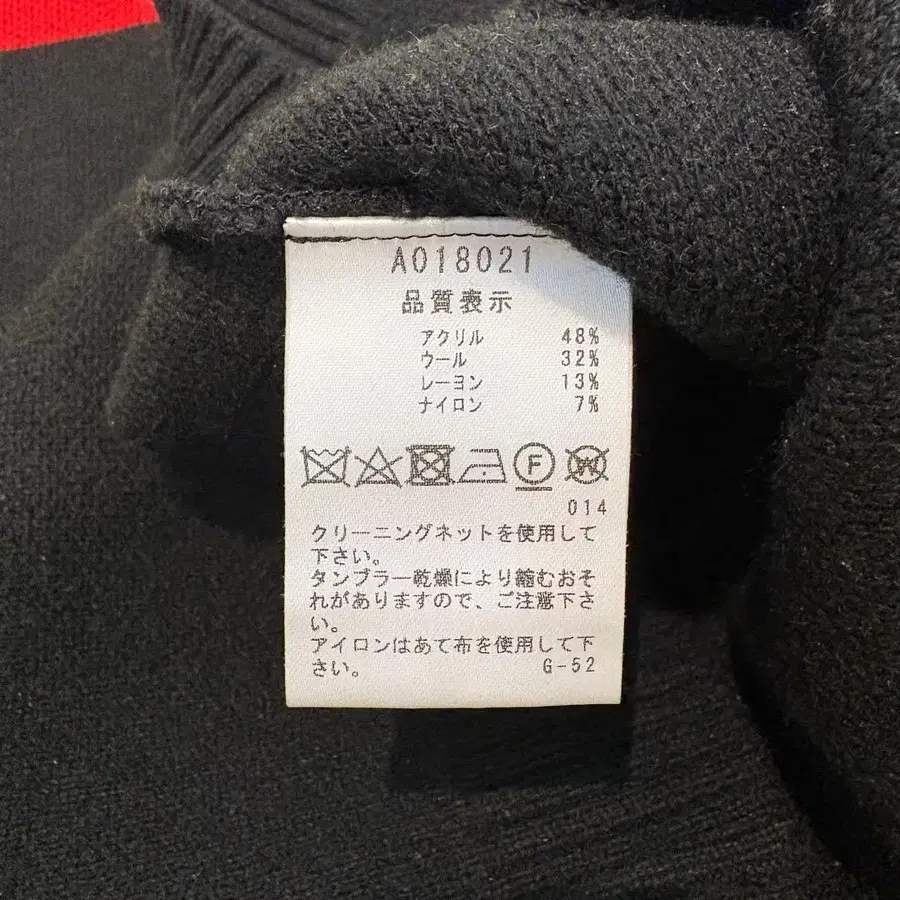 A018021
品質表示
アクリル 48%
ウール 32%
レーヨン 13%
ナイロン 7%
F W
014
クリーニングネットを使用して
下さい。
タンブラー乾燥により縮むおそ
れがありますので、ご注意下さ
い。
アイロンはあて布を使用して下
さい。 G-52